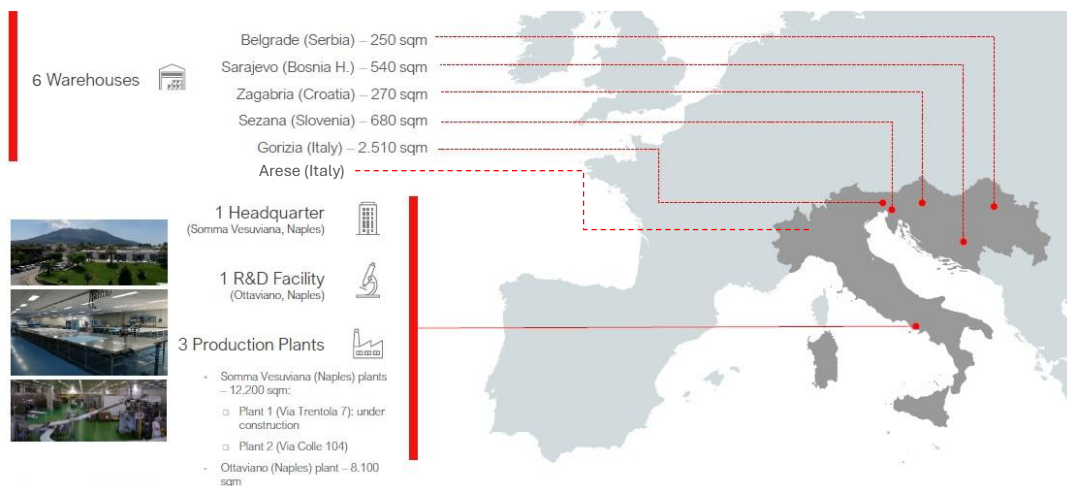 6 Warehouses
Belgrade (Serbia) – 250 sqm
Sarajevo (Bosnia H.) – 540 sqm
Zagabria (Croatia) – 270 sqm
Sezana (Slovenia) – 680 sqm
Gorizia (Italy) – 2.510 sqm
Arese (Italy)
1 Headquarter
(Somma Vesuviana, Naples)
1 R&D Facility
(Ottaviano, Naples)
3 Production Plants
- Somma Vesuviana (Naples) plants
– 12.200 sqm:
Plant 1 (Via Trentola 7): under
construction
Plant 2 (Via Colle 104)
- Ottaviano (Naples) plant – 8.100
sqm